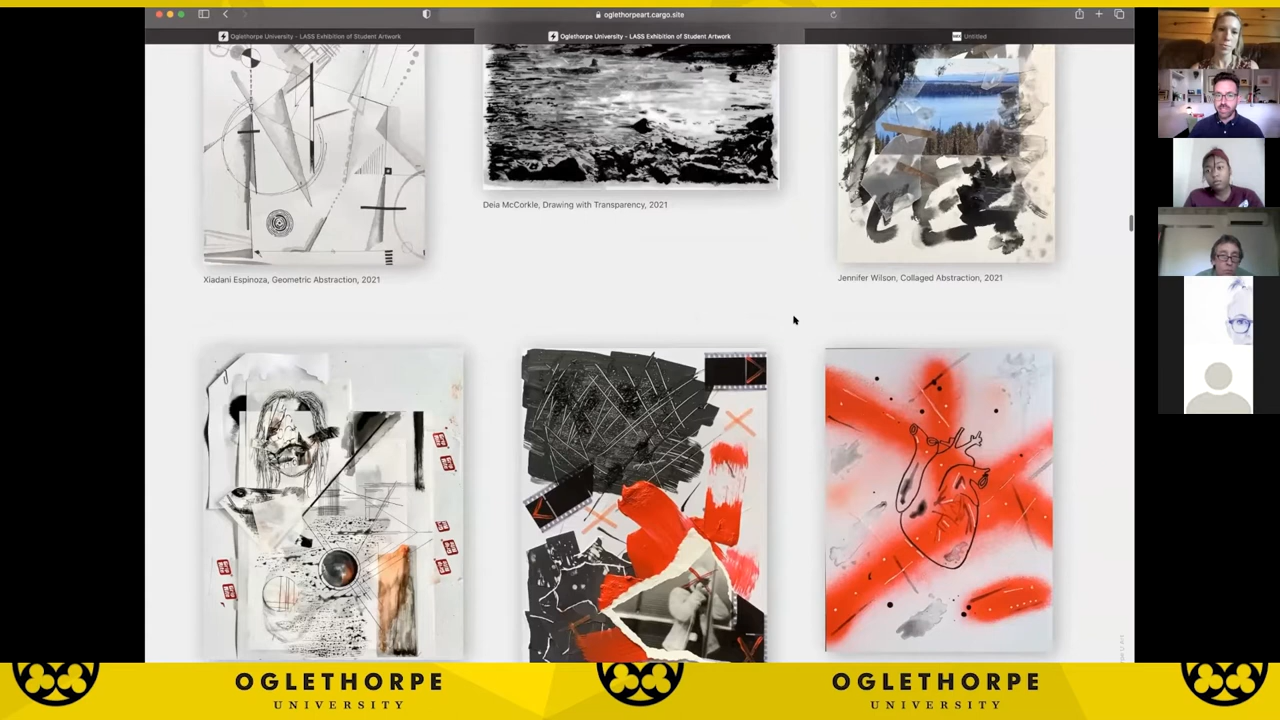 oglethorpeart.cargo.site
Oglethorpe University - LASS Exhibition of Student Artwork
Oglethorpe University - LASS Exhibition of Student Artwork
Untitled
Deia McCorkle, Drawing with Transparency, 2021
Xiadani Espinoza, Geometric Abstraction, 2021
Jennifer Wilson, Collaged Abstraction, 2021
OGLETHORPE
UNIVERSITY
OGLETHORPE
UNIVERSITY